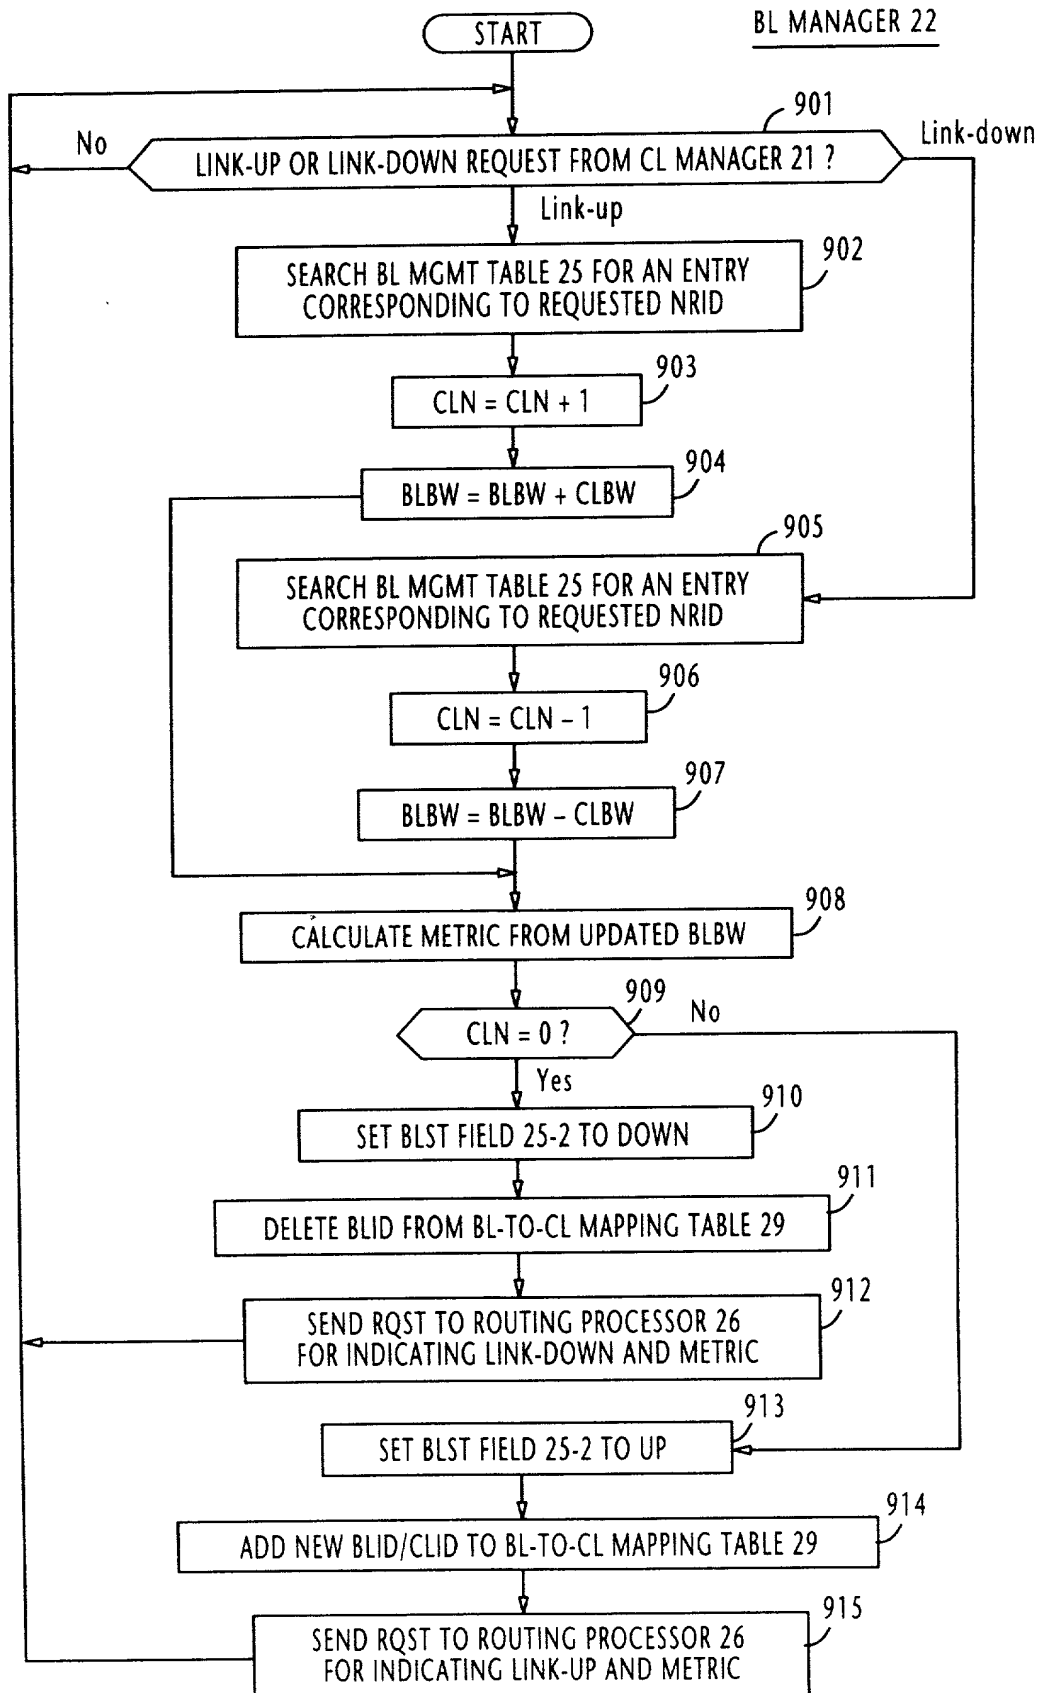 START
BL MANAGER 22
901
No
LINK-UP OR LINK-DOWN REQUEST FROM CL MANAGER 21 ?
Link-down
Link-up
902
SEARCH BL MGMT TABLE 25 FOR AN ENTRY
CORRESPONDING TO REQUESTED NRID
903
CLN = CLN + 1
904
BLBW = BLBW + CLBW
905
SEARCH BL MGMT TABLE 25 FOR AN ENTRY
CORRESPONDING TO REQUESTED NRID
906
CLN = CLN – 1
907
BLBW = BLBW – CLBW
908
CALCULATE METRIC FROM UPDATED BLBW
909
No
CLN = 0 ?
Yes
910
SET BLST FIELD 25-2 TO DOWN
911
DELETE BLID FROM BL-TO-CL MAPPING TABLE 29
912
SEND RQST TO ROUTING PROCESSOR 26
FOR INDICATING LINK-DOWN AND METRIC
913
SET BLST FIELD 25-2 TO UP
914
ADD NEW BLID/CLID TO BL-TO-CL MAPPING TABLE 29
915
SEND RQST TO ROUTING PROCESSOR 26
FOR INDICATING LINK-UP AND METRIC